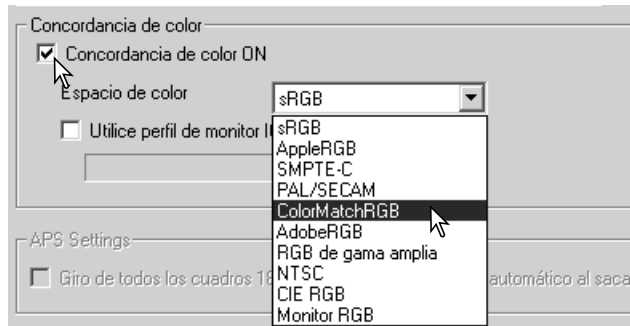 Concordancia de color
Concordancia de color ON
Espacio de color
sRGB
Utilice perfil de monitor
sRGB
AppleRGB
SMPTE-C
PAL/SECAM
ColorMatchRGB
AdobeRGB
RGB de gama amplia
NTSC
CIE RGB
Monitor RGB
APS Settings
Giro de todos los cuadros
automático al